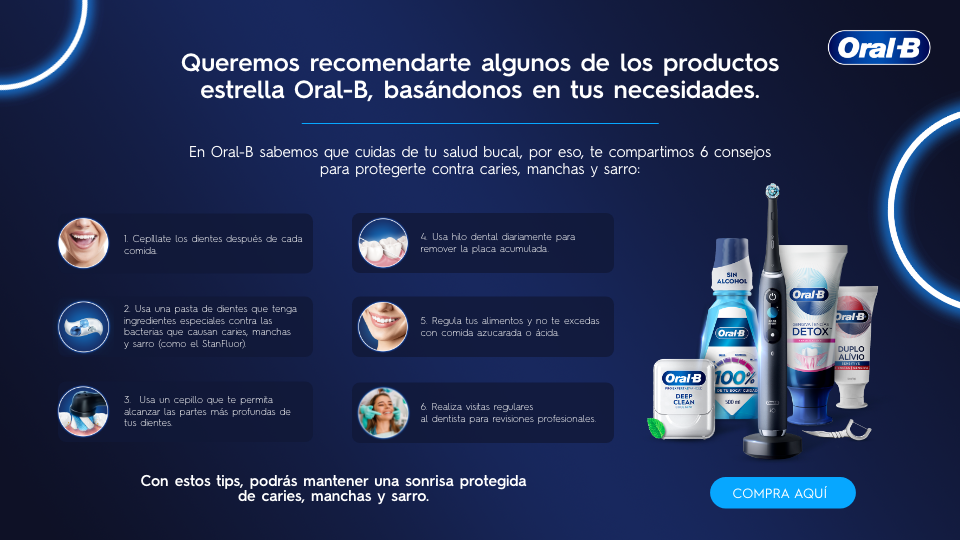 Oral-B
Queremos recomendarte algunos de los productos
estrella Oral-B, basándonos en tus necesidades.
En Oral-B sabemos que cuidas de tu salud bucal, por eso, te compartimos 6 consejos
para protegerte contra caries, manchas y sarro:
1. Cepíllate los dientes después de cada
comida.
2. Usa una pasta de dientes que tenga
ingredientes especiales contra las
bacterias que causan caries, manchas
y sarro (como el StanFluor).
3. Usa un cepillo que te permita
alcanzar las partes más profundas de
tus dientes.
4. Usa hilo dental diariamente para
remover la placa acumulada.
5. Regula tus alimentos y no te excedas
con comida azucarada o ácida.
6. Realiza visitas regulares
al dentista para revisiones profesionales.
Con estos tips, podrás mantener una sonrisa protegida
de caries, manchas y sarro.
SIN
ALCOHOL
Oral-B
100%
500 ml
Oral-B
DEEP
CLEAN
Oral-B
DETOX
Oral-B
DUPLO
ALÍVIO
COMPRA AQUÍ